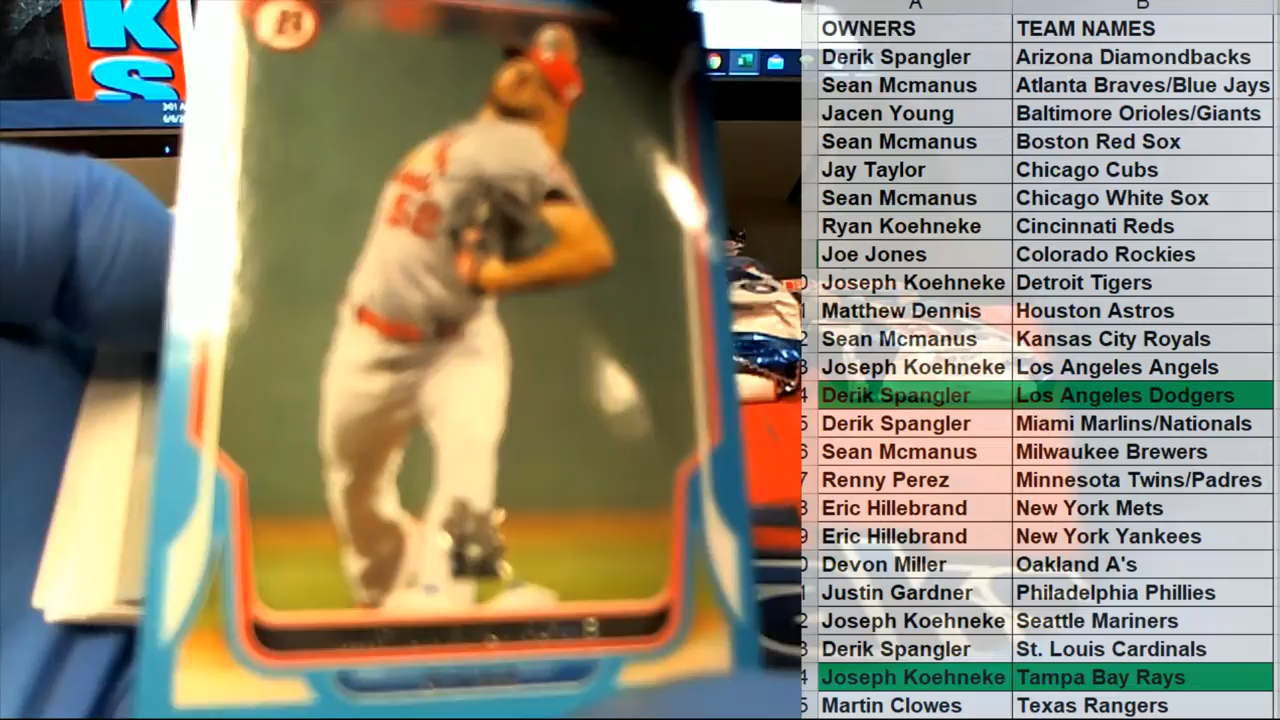 K
S
B
A
B
OWNERS TEAM NAMES
Derik Spangler Arizona Diamondbacks
Sean Mcmanus Atlanta Braves/Blue Jays
Jacen Young Baltimore Orioles/Giants
Sean Mcmanus Boston Red Sox
Jay Taylor Chicago Cubs
Sean Mcmanus Chicago White Sox
Ryan Koehneke Cincinnati Reds
Joe Jones Colorado Rockies
Joseph Koehneke Detroit Tigers
Matthew Dennis Houston Astros
Sean Mcmanus Kansas City Royals
Joseph Koehneke Los Angeles Angels
Derik Spangler Los Angeles Dodgers
Derik Spangler Miami Marlins/Nationals
Sean Mcmanus Milwaukee Brewers
Renny Perez Minnesota Twins/Padres
Eric Hillebrand New York Mets
Eric Hillebrand New York Yankees
Devon Miller Oakland A's
Justin Gardner Philadelphia Phillies
Joseph Koehneke Seattle Mariners
Derik Spangler St. Louis Cardinals
Joseph Koehneke Tampa Bay Rays
Martin Clowes Texas Rangers